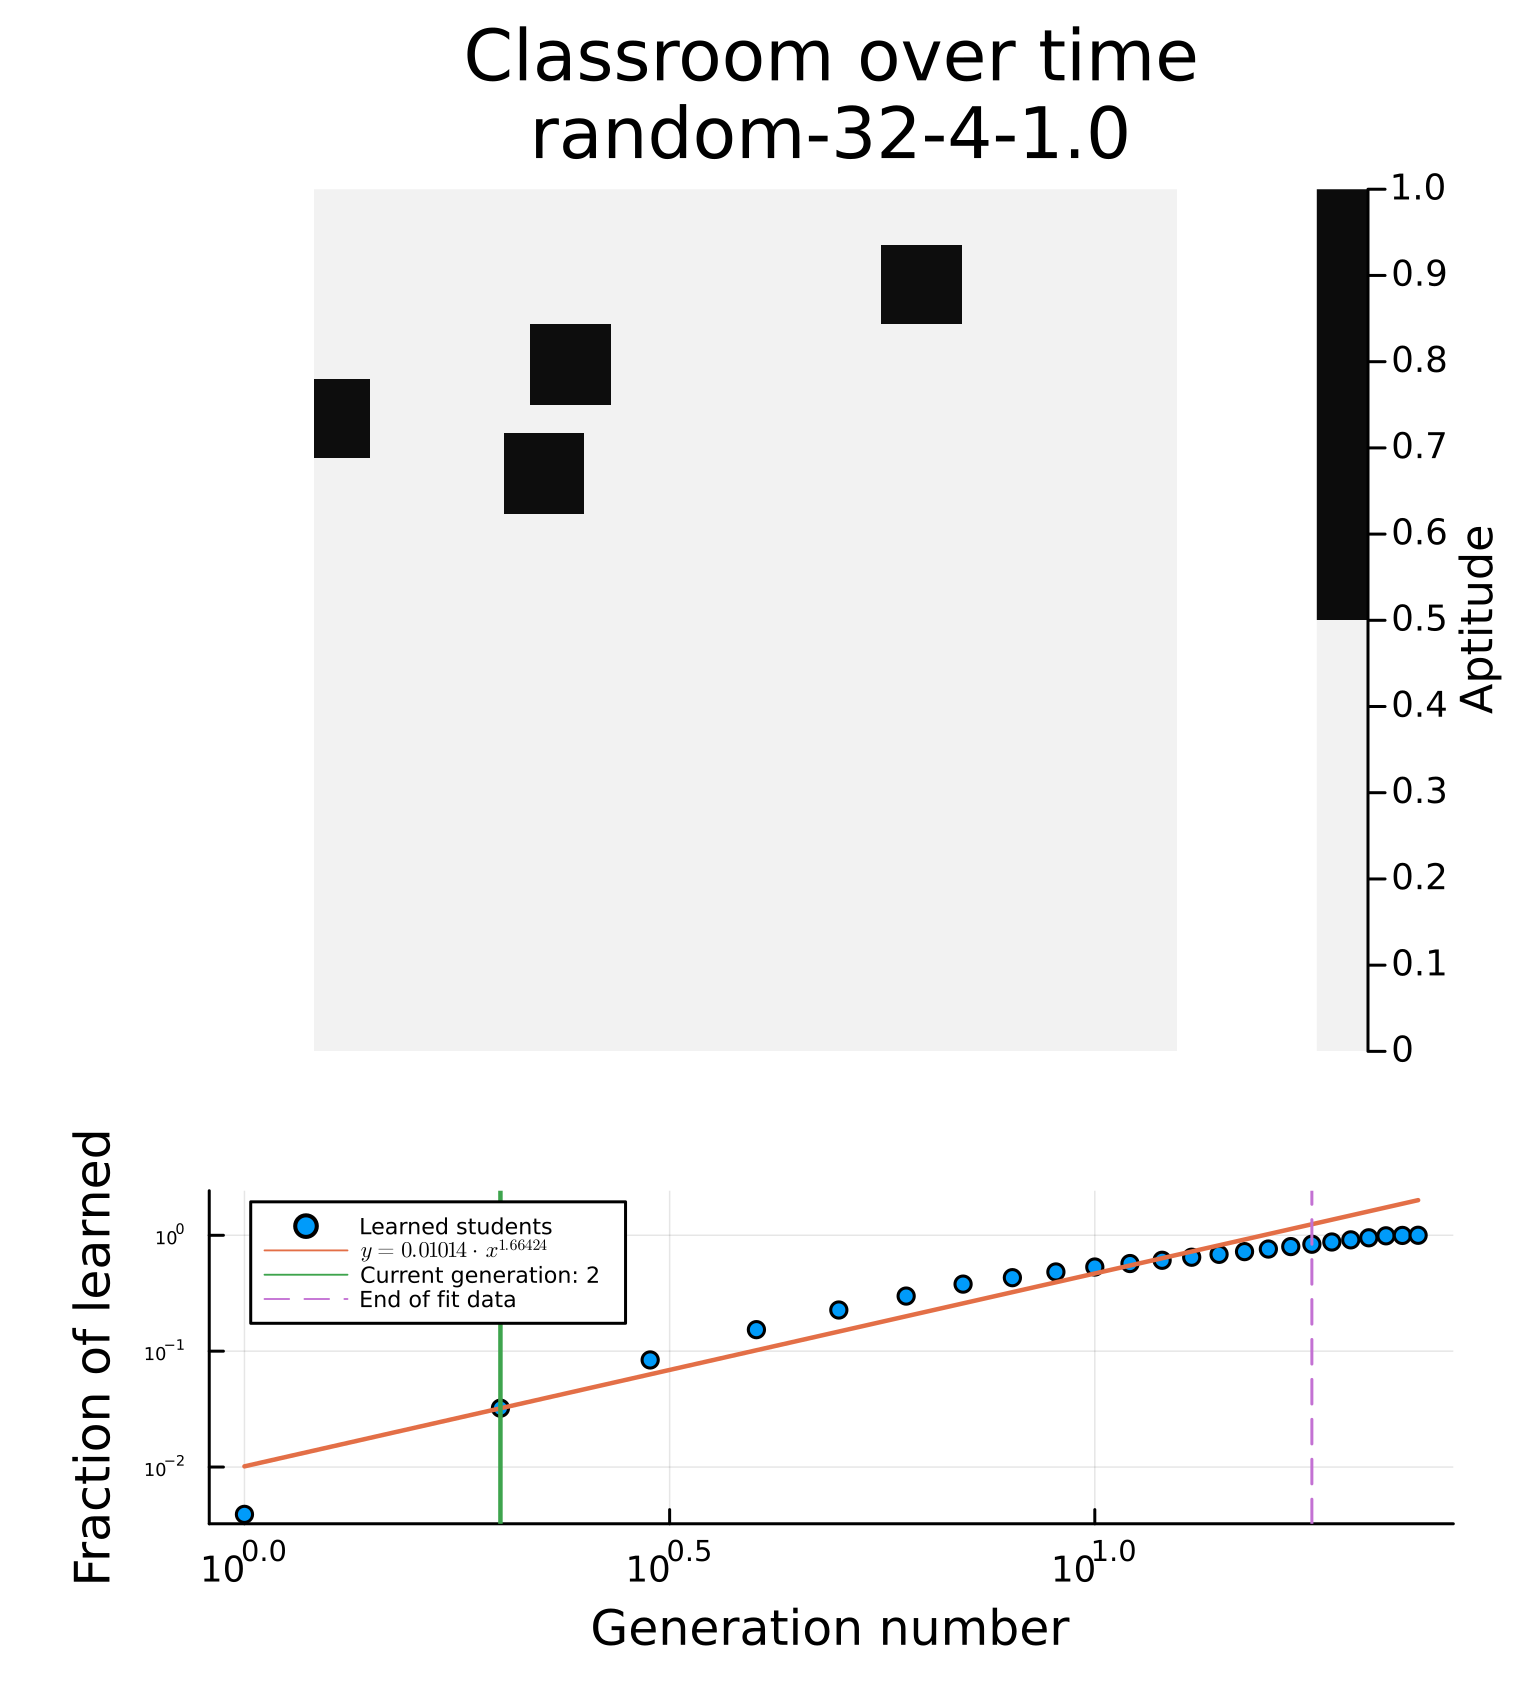 Classroom over time
random-32-4-1.0
1.0
0.9
0.8
0.7
0.6
0.5
0.4
0.3
0.2
0.1
0
Aptitude
Fraction of learned
10⁰
10⁻¹
10⁻²
Learned students
y = 0.01014 · x^1.66424
Current generation: 2
End of fit data
10^0.0
10^0.5
10^1.0
Generation number